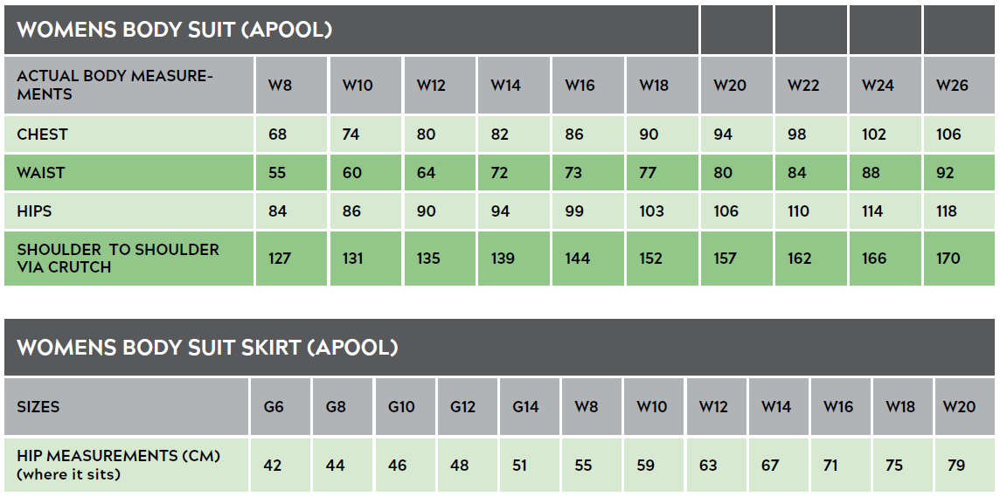 WOMENS BODY SUIT (APOOL)
ACTUAL BODY MEASURE-
MENTS W8 W10 W12 W14 W16 W18 W20 W22 W24 W26
CHEST 68 74 80 82 86 90 94 98 102 106
WAIST 55 60 64 72 73 77 80 84 88 92
HIPS 84 86 90 94 99 103 106 110 114 118
SHOULDER TO SHOULDER
VIA CRUTCH 127 131 135 139 144 152 157 162 166 170
WOMENS BODY SUIT SKIRT (APOOL)
SIZES G6 G8 G10 G12 G14 W8 W10 W12 W14 W16 W18 W20
HIP MEASUREMENTS (CM)
(where it sits) 42 44 46 48 51 55 59 63 67 71 75 79